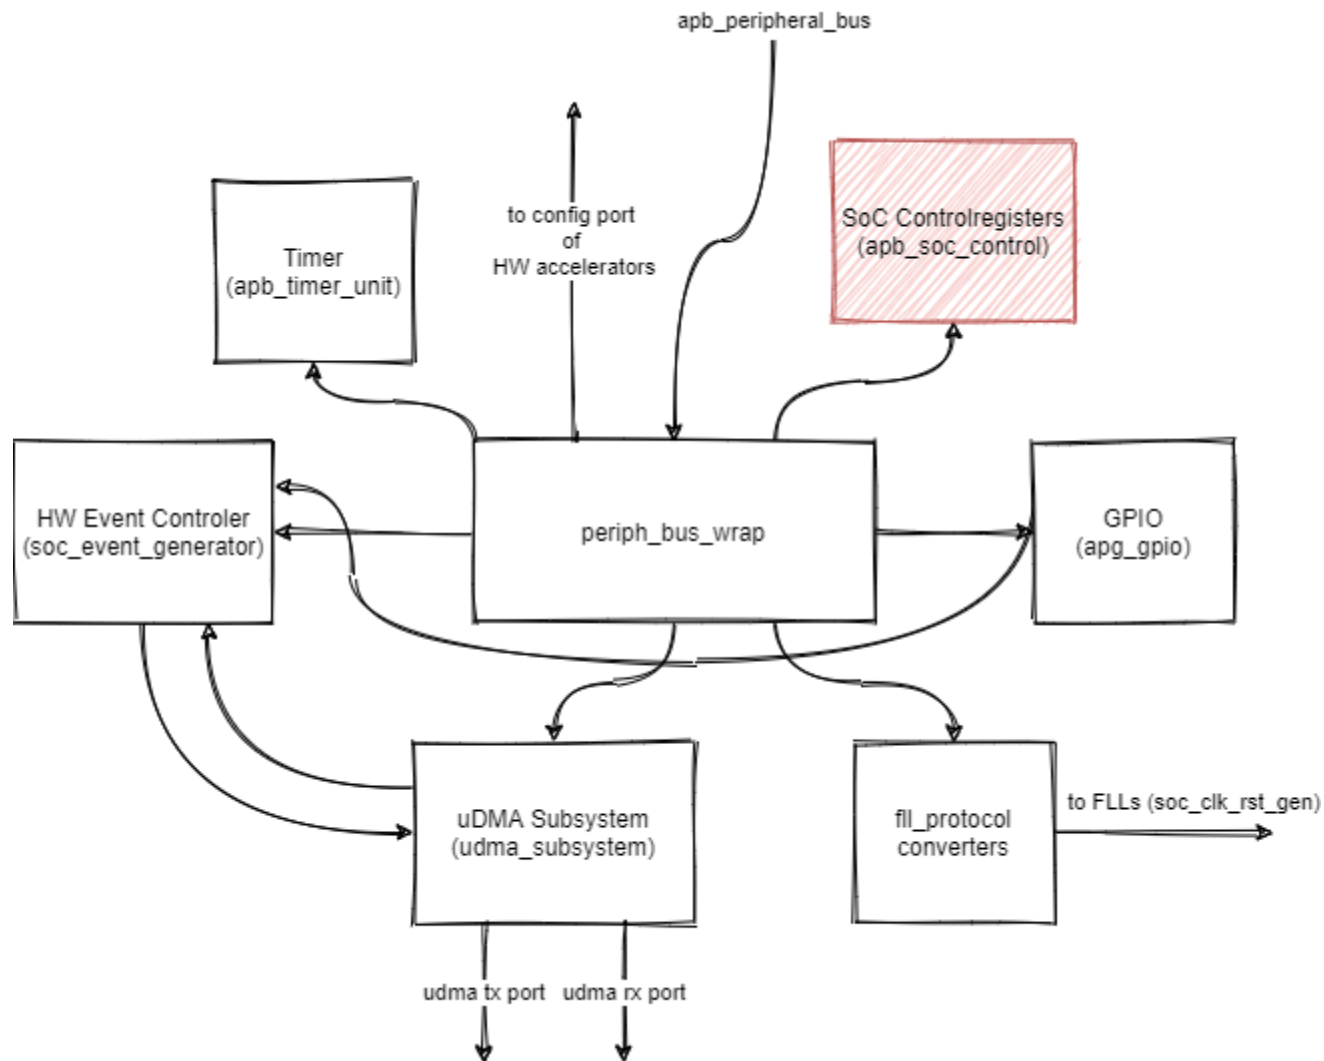 apb_peripheral_bus
to config port
of
HW accelerators
SoC Controlregisters
(apb_soc_control)
Timer
(apb_timer_unit)
HW Event Controler
(soc_event_generator)
periph_bus_wrap
GPIO
(apg_gpio)
uDMA Subsystem
(udma_subsystem)
fll_protocol
converters
to FLLs (soc_clk_rst_gen)
udma tx port
udma rx port